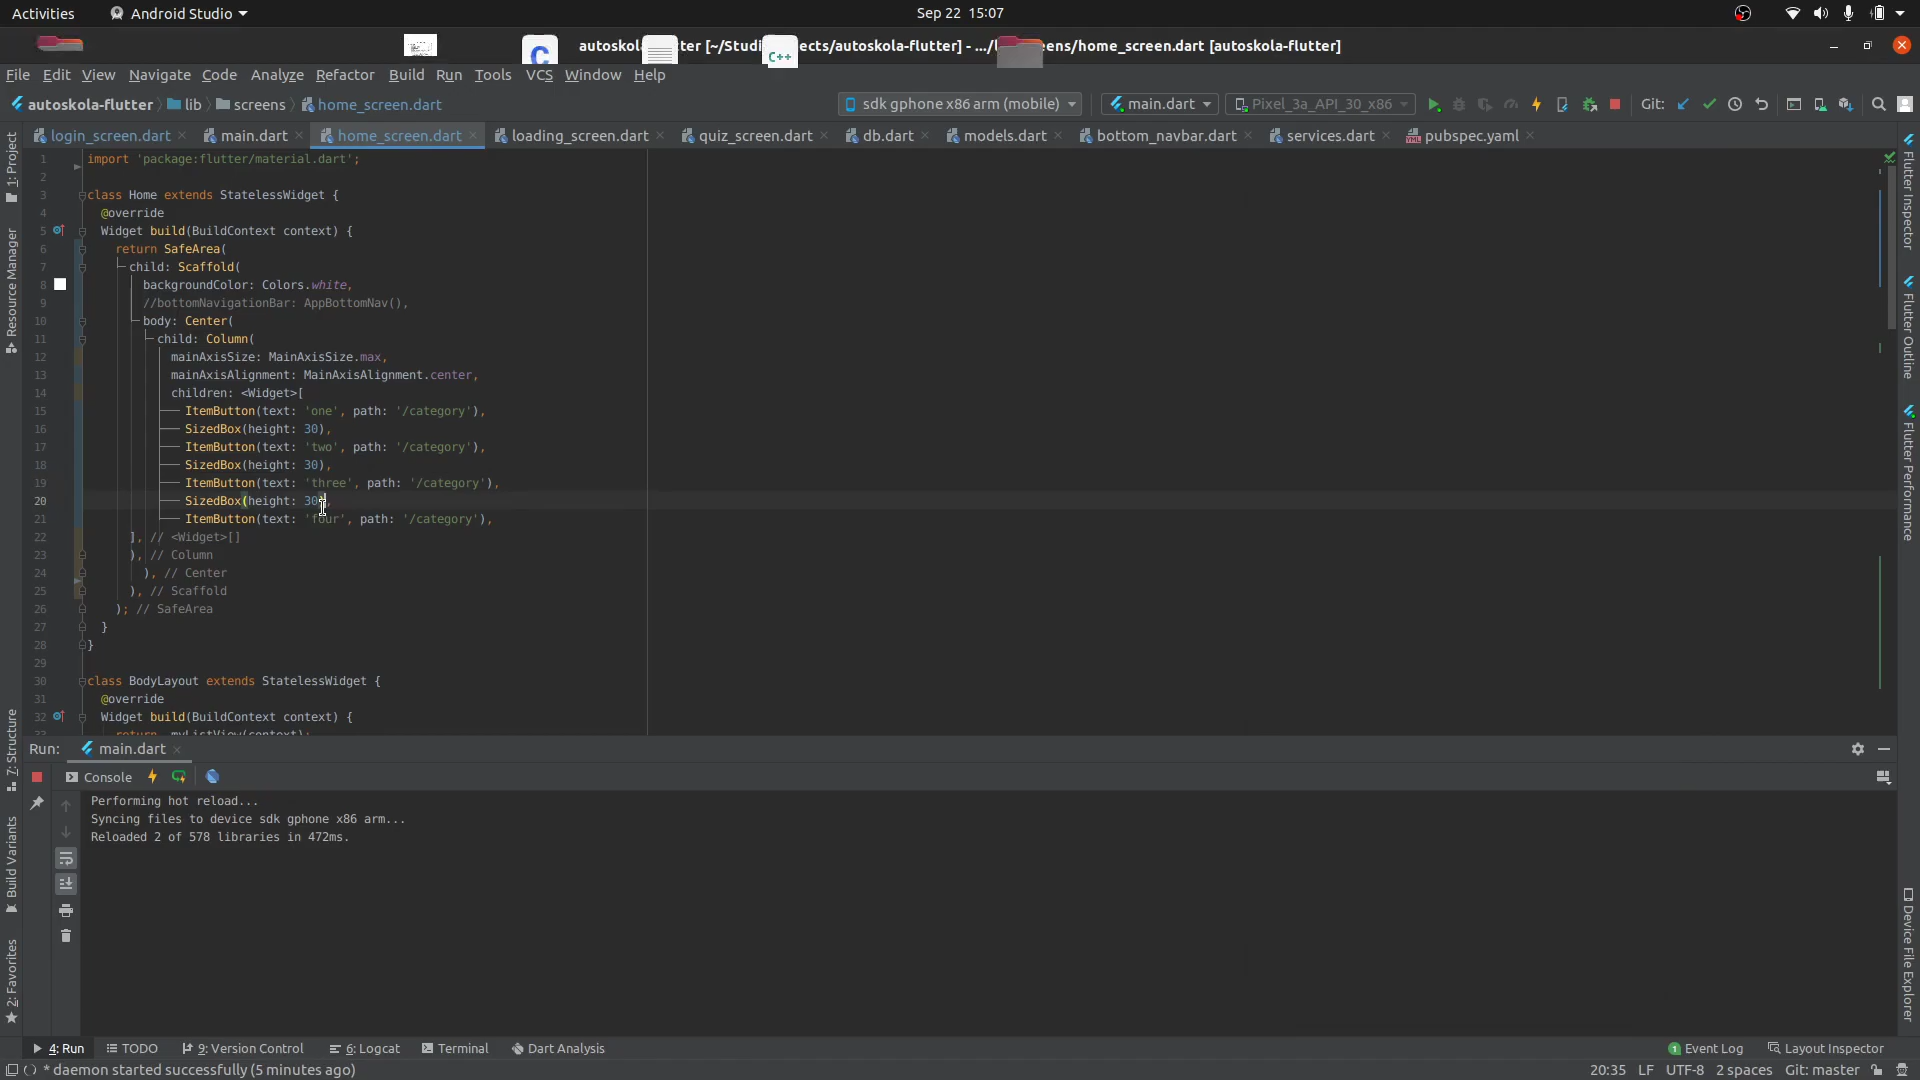 Activities
Android Studio
Sep 22 15:07
C
C++
autoskola-flutter [~/StudioProjects/autoskola-flutter] - .../lib/screens/home_screen.dart [autoskola-flutter]
File Edit View Navigate Code Analyze Refactor Build Run Tools VCS Window Help
autoskola-flutter lib screens home_screen.dart
sdk gphone x86 arm (mobile) main.dart Pixel_3a_API_30_x86 Git:
login_screen.dart main.dart home_screen.dart loading_screen.dart quiz_screen.dart db.dart models.dart bottom_navbar.dart services.dart pubspec.yaml
1 import 'package:flutter/material.dart';
2
3 class Home extends StatelessWidget {
4 @override
5 Widget build(BuildContext context) {
6 return SafeArea(
7 child: Scaffold(
8 backgroundColor: Colors.white,
9 //bottomNavigationBar: AppBottomNav(),
10 body: Center(
11 child: Column(
12 mainAxisSize: MainAxisSize.max,
13 mainAxisAlignment: MainAxisAlignment.center,
14 children: <Widget>[
15 ItemButton(text: 'one', path: '/category'),
16 SizedBox(height: 30),
17 ItemButton(text: 'two', path: '/category'),
18 SizedBox(height: 30),
19 ItemButton(text: 'three', path: '/category'),
20 SizedBox(height: 30),
21 ItemButton(text: 'four', path: '/category'),
22 ], // <Widget>[]
23 ), // Column
24 ), // Center
25 ), // Scaffold
26 ); // SafeArea
27 }
28 }
29
30 class BodyLayout extends StatelessWidget {
31 @override
32 Widget build(BuildContext context) {
33 return _myListView(context);
1: Project
Resource Manager
7: Structure
Build Variants
2: Favorites
Flutter Inspector
Flutter Outline
Flutter Performance
Device File Explorer
Run: main.dart
Console
Performing hot reload...
Syncing files to device sdk gphone x86 arm...
Reloaded 2 of 578 libraries in 472ms.
4: Run TODO 9: Version Control 6: Logcat Terminal Dart Analysis
1 Event Log Layout Inspector
* daemon started successfully (5 minutes ago)
20:35 LF UTF-8 2 spaces Git: master